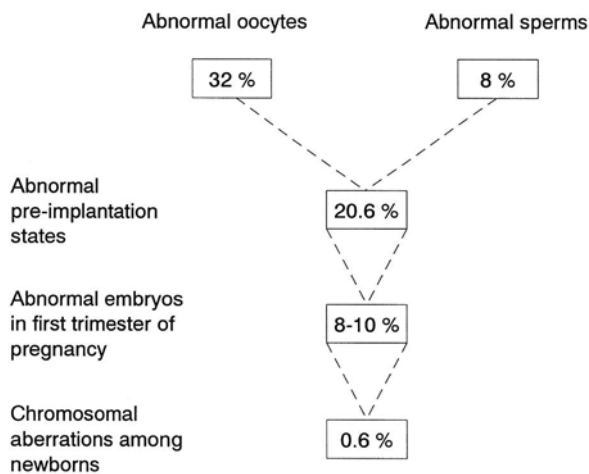 Abnormal oocytes
Abnormal sperms
32 %
8 %
Abnormal
pre-implantation
states
20.6 %
Abnormal embryos
in first trimester of
pregnancy
8-10 %
Chromosomal
aberrations among
newborns
0.6 %